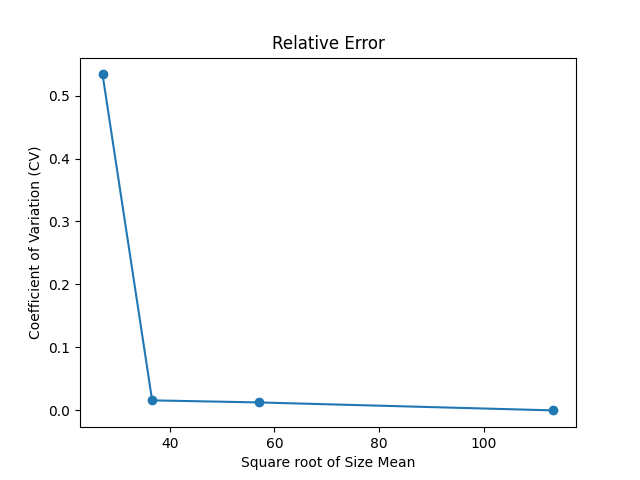 Relative Error
Coefficient of Variation (CV)
0.5
0.4
0.3
0.2
0.1
0.0
40 60 80 100
Square root of Size Mean